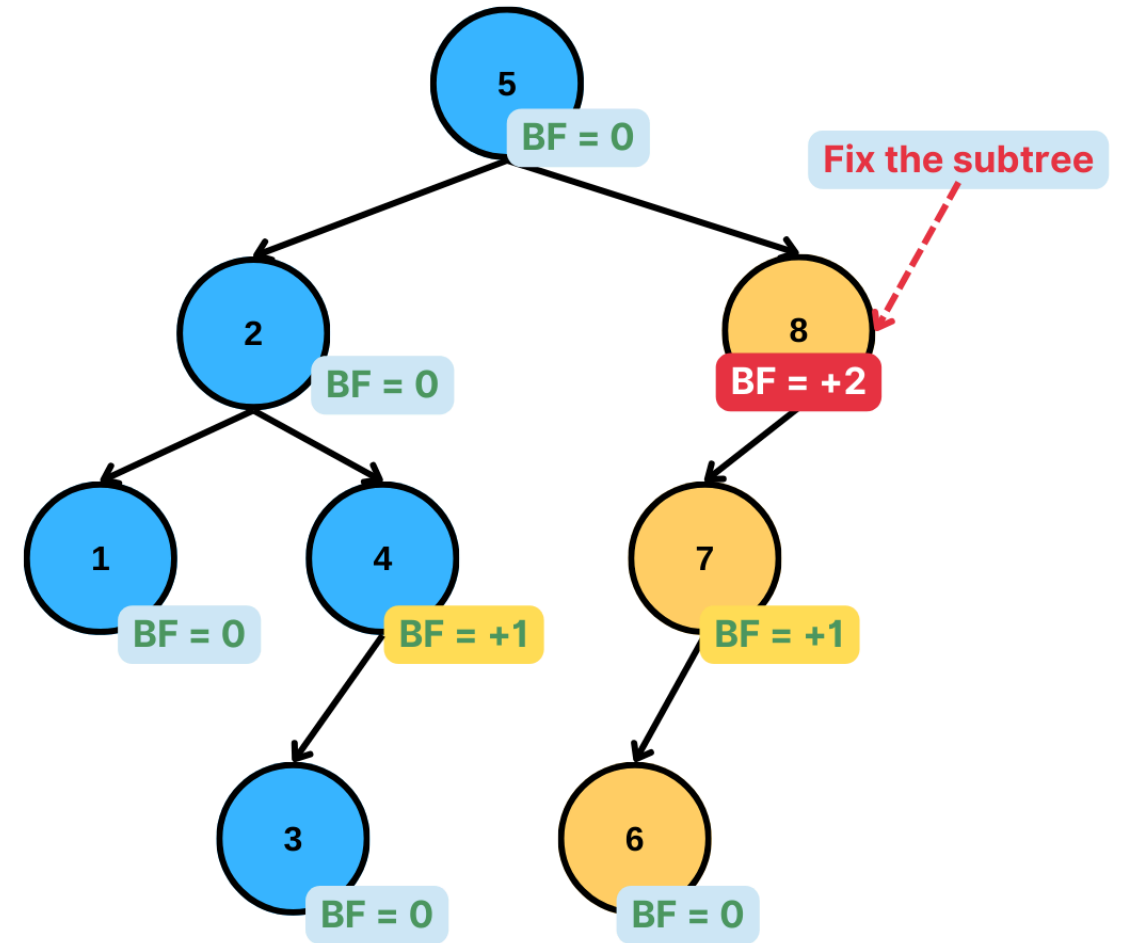 5
BF = 0
Fix the subtree
2
BF = 0
8
BF = +2
1
BF = 0
4
BF = +1
7
BF = +1
3
BF = 0
6
BF = 0